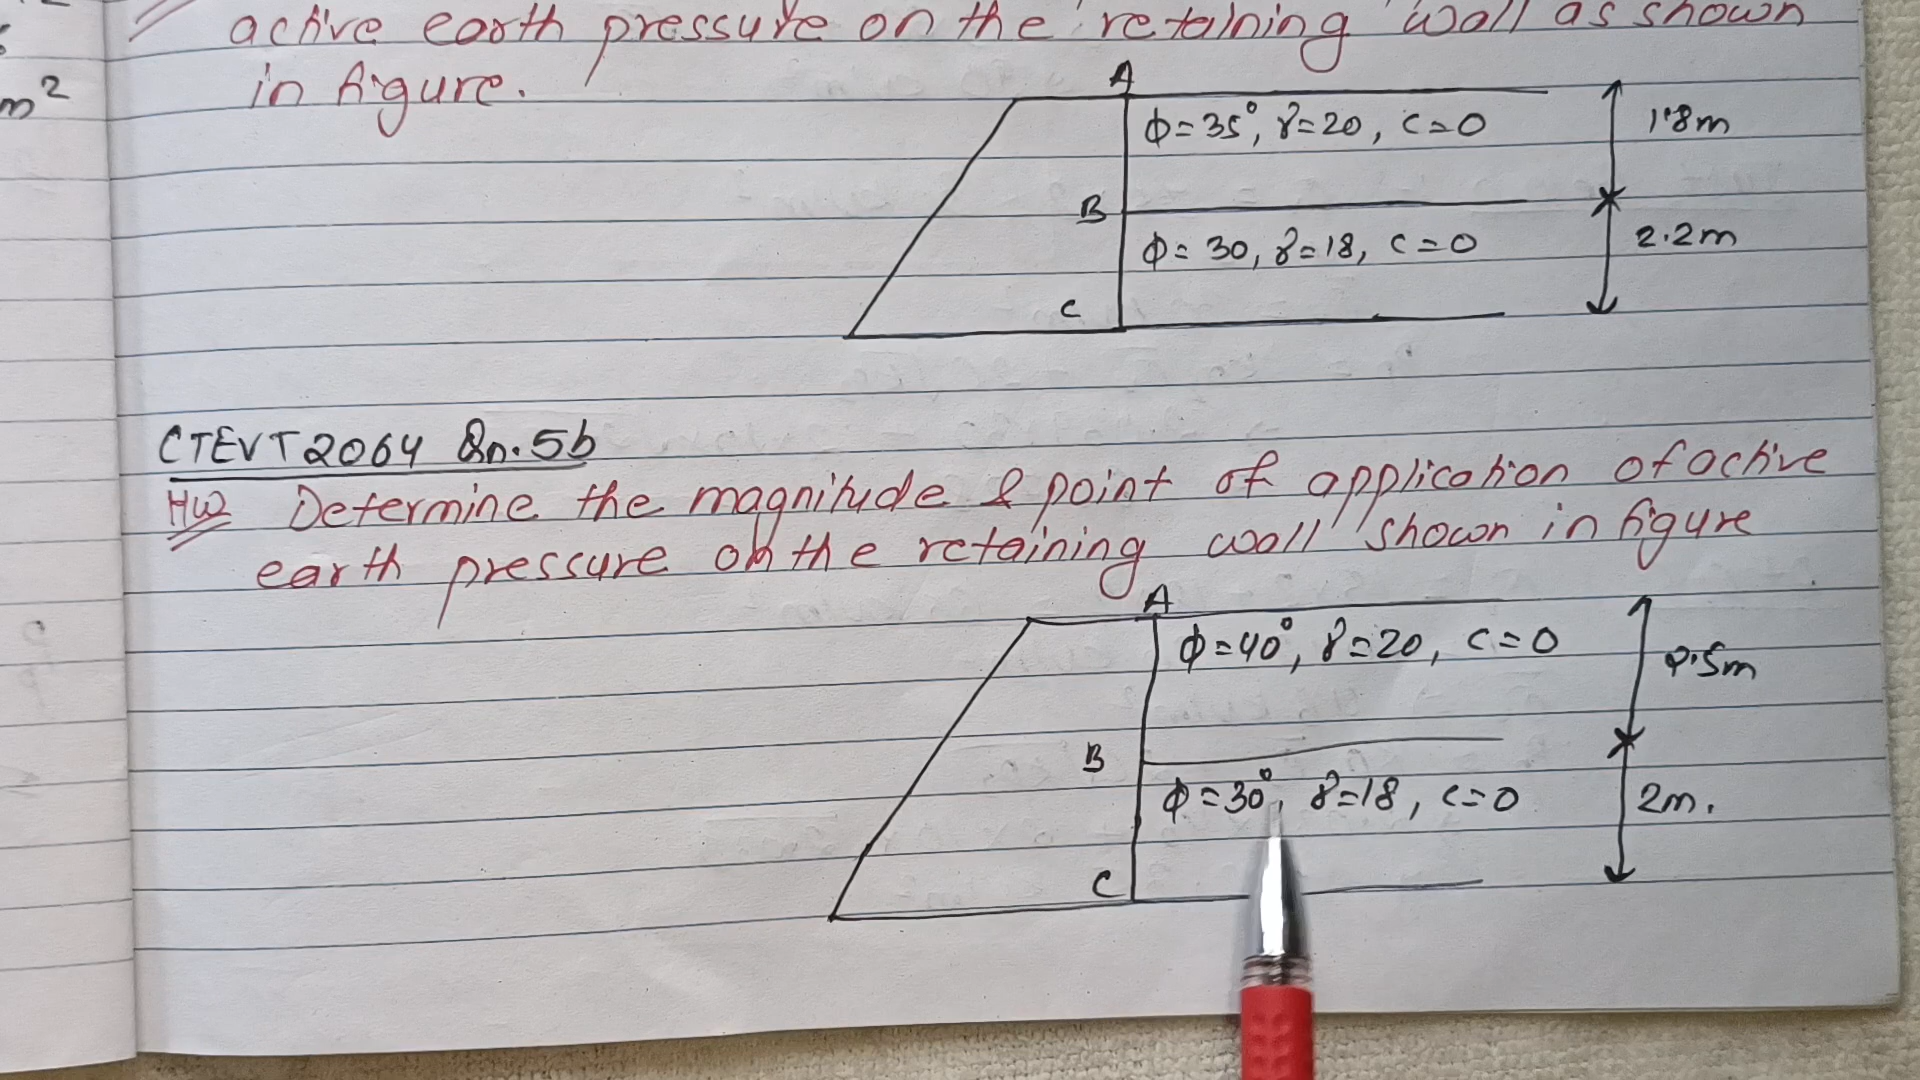 active earth pressure on the retaining wall as shown
m²
in figure.
A
ϕ=35°, γ=20, c=0
1.8m
B
ϕ= 30, γ=18, c=0
2.2m
C
CTEVT 2064 Qn.5b
HW Determine the magnitude & point of application of active
earth pressure on the retaining wall shown in figure
A
ϕ=40°, γ=20, c=0
B
ϕ=30°, γ=18, c=0
2m.
C